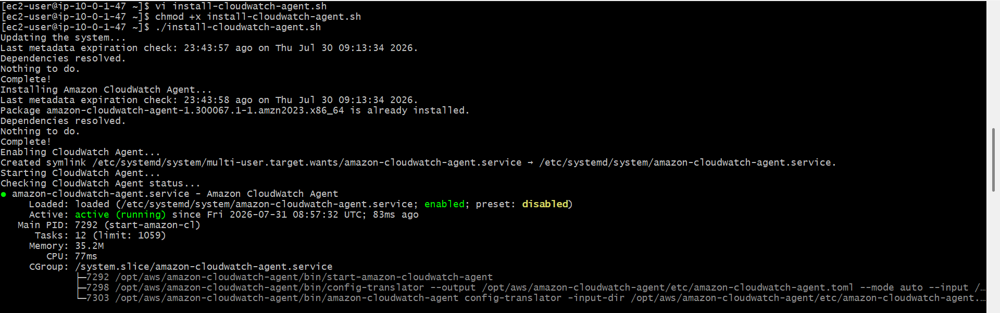 [ec2-user@ip-10-0-1-47 ~]$ vi install-cloudwatch-agent.sh
[ec2-user@ip-10-0-1-47 ~]$ chmod +x install-cloudwatch-agent.sh
[ec2-user@ip-10-0-1-47 ~]$ ./install-cloudwatch-agent.sh
Updating the system...
Last metadata expiration check: 23:43:57 ago on Thu Jul 30 09:13:34 2026.
Dependencies resolved.
Nothing to do.
Complete!
Installing Amazon CloudWatch Agent...
Last metadata expiration check: 23:43:58 ago on Thu Jul 30 09:13:34 2026.
Package amazon-cloudwatch-agent-1.300067.1-1.amzn2023.x86_64 is already installed.
Dependencies resolved.
Nothing to do.
Complete!
Enabling CloudWatch Agent...
Created symlink /etc/systemd/system/multi-user.target.wants/amazon-cloudwatch-agent.service → /etc/systemd/system/amazon-cloudwatch-agent.service.
Starting CloudWatch Agent...
Checking CloudWatch Agent status...
● amazon-cloudwatch-agent.service - Amazon CloudWatch Agent
     Loaded: loaded (/etc/systemd/system/amazon-cloudwatch-agent.service; enabled; preset: disabled)
     Active: active (running) since Fri 2026-07-31 08:57:32 UTC; 83ms ago
   Main PID: 7292 (start-amazon-cl)
      Tasks: 12 (limit: 1059)
     Memory: 35.2M
        CPU: 77ms
     CGroup: /system.slice/amazon-cloudwatch-agent.service
             ├─7292 /opt/aws/amazon-cloudwatch-agent/bin/start-amazon-cloudwatch-agent
             ├─7298 /opt/aws/amazon-cloudwatch-agent/bin/config-translator --output /opt/aws/amazon-cloudwatch-agent/etc/amazon-cloudwatch-agent.toml --mode auto --input /…
             └─7303 /opt/aws/amazon-cloudwatch-agent/bin/amazon-cloudwatch-agent config-translator -input-dir /opt/aws/amazon-cloudwatch-agent/etc/amazon-cloudwatch-agent.…